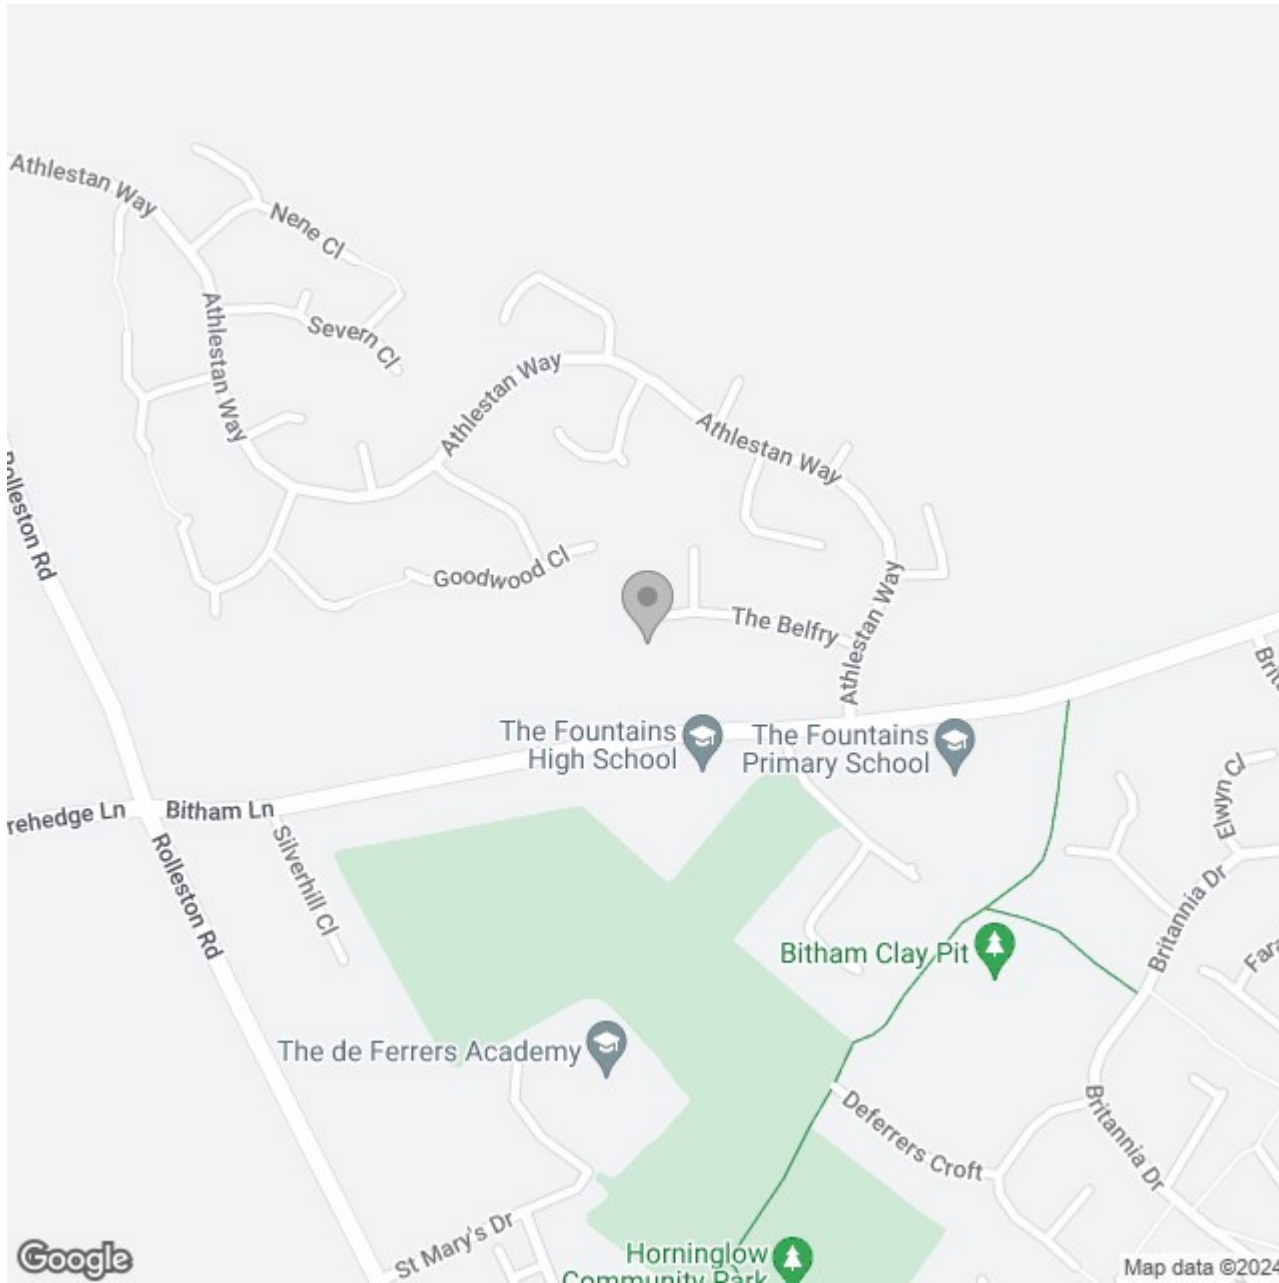 Athlestan Way
Nene Cl
Athlestan Way
Severn Cl
Athlestan Way
Athlestan Way
Rolleston Rd
Goodwood Cl
The Belfry
Athlestan Way
The Fountains
High School
The Fountains
Primary School
rehedge Ln
Bitham Ln
Silverhill Cl
Rolleston Rd
Elwyn Cl
Britannia Dr
Bitham Clay Pit
The de Ferrers Academy
Deferrers Croft
Britannia Dr
St Mary's Dr
Horninglow
Community Park
Google
Map data ©2024